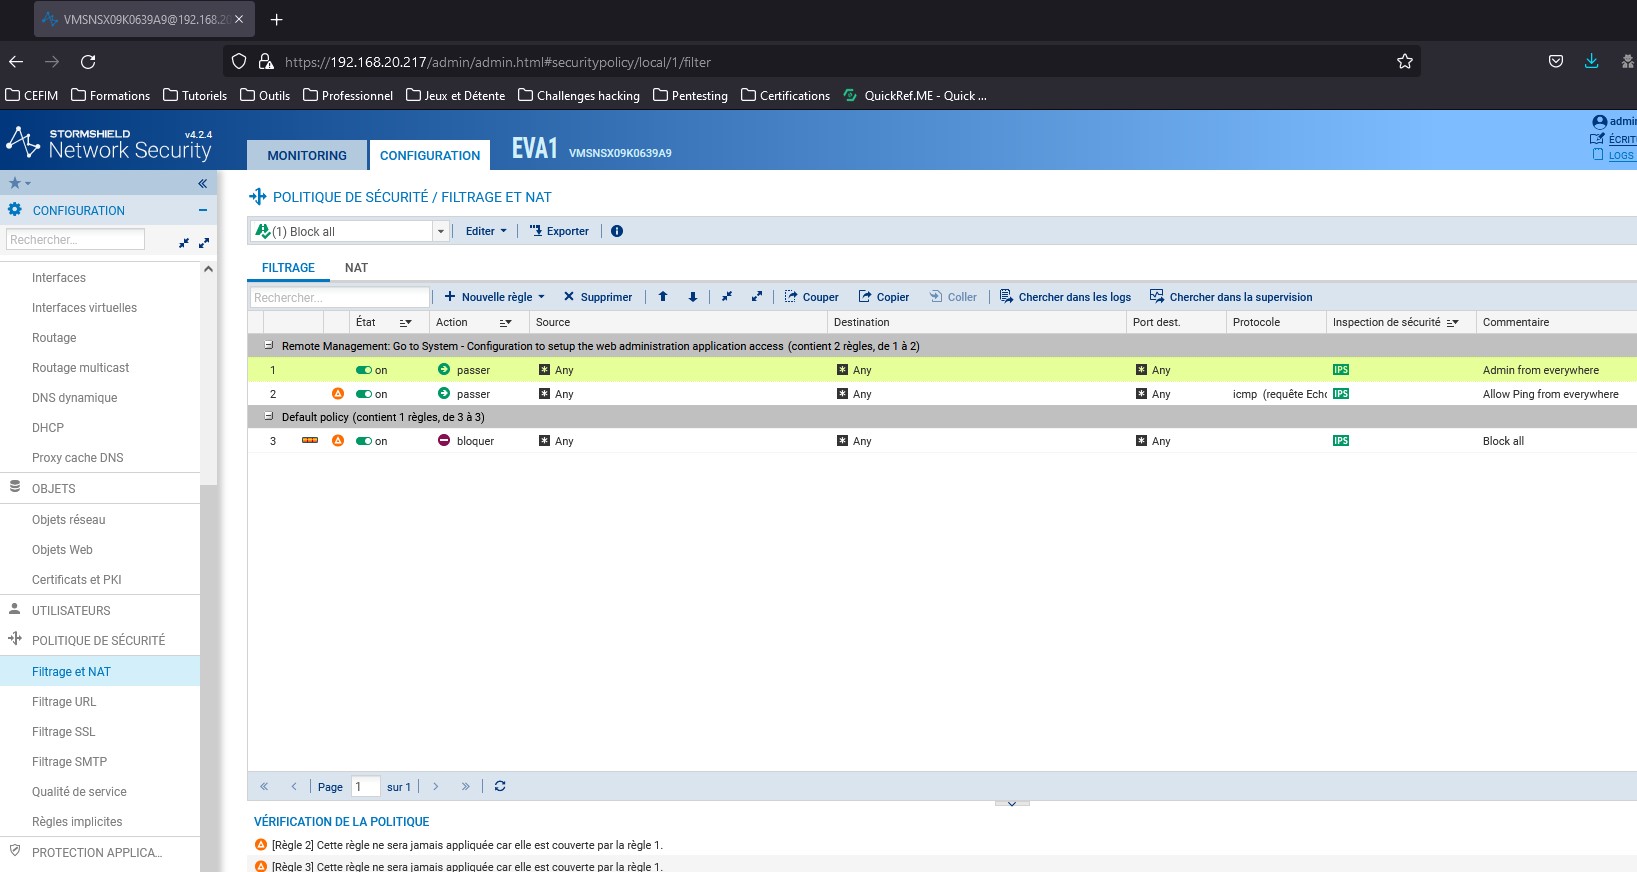 VMSNSX09K0639A9@192.168.20
https://192.168.20.217/admin/admin.html#securitypolicy/local/1/filter
CEFIM Formations Tutoriels Outils Professionnel Jeux et Détente Challenges hacking Pentesting Certifications QuickRef.ME - Quick ...
STORMSHIELD v4.2.4
Network Security
MONITORING CONFIGURATION EVA1 VMSNSX09K0639A9
admin
ÉCRIT
LOGS
CONFIGURATION
Rechercher...
Interfaces
Interfaces virtuelles
Routage
Routage multicast
DNS dynamique
DHCP
Proxy cache DNS
OBJETS
Objets réseau
Objets Web
Certificats et PKI
UTILISATEURS
POLITIQUE DE SÉCURITÉ
Filtrage et NAT
Filtrage URL
Filtrage SSL
Filtrage SMTP
Qualité de service
Règles implicites
PROTECTION APPLICA...
POLITIQUE DE SÉCURITÉ / FILTRAGE ET NAT
(1) Block all Editer Exporter
FILTRAGE NAT
Rechercher... Nouvelle règle Supprimer Couper Copier Coller Chercher dans les logs Chercher dans la supervision
État Action Source Destination Port dest. Protocole Inspection de sécurité Commentaire
Remote Management: Go to System - Configuration to setup the web administration application access (contient 2 règles, de 1 à 2)
1 on passer Any Any Any IPS Admin from everywhere
2 on passer Any Any Any icmp (requête Echo IPS Allow Ping from everywhere
Default policy (contient 1 règles, de 3 à 3)
3 on bloquer Any Any Any IPS Block all
Page 1 sur 1
VÉRIFICATION DE LA POLITIQUE
[Règle 2] Cette règle ne sera jamais appliquée car elle est couverte par la règle 1.
[Règle 3] Cette règle ne sera jamais appliquée car elle est couverte par la règle 1.